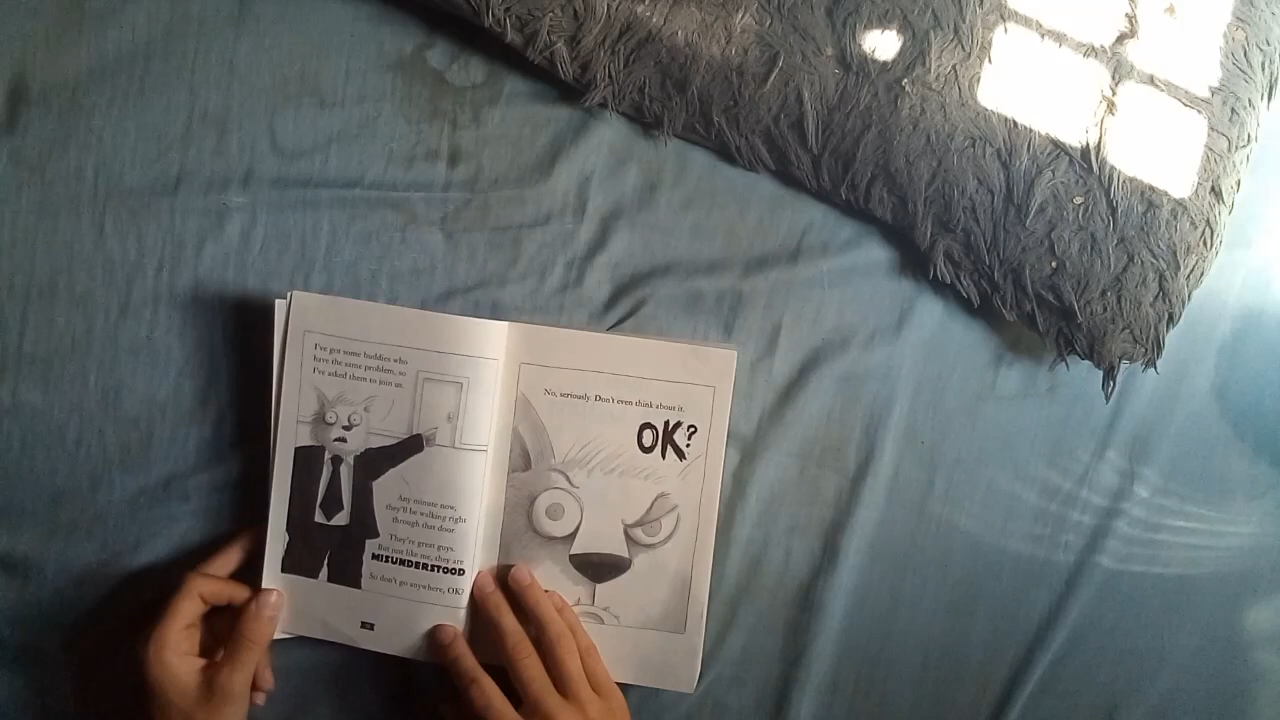 I've got some buddies who
have the same problem, so
I've asked them to join us.
Any minute now,
they'll be walking right
through that door.
They're great guys.
But just like me, they are
MISUNDERSTOOD
So don't go anywhere, OK?
No, seriously. Don't even think about it.
OK?